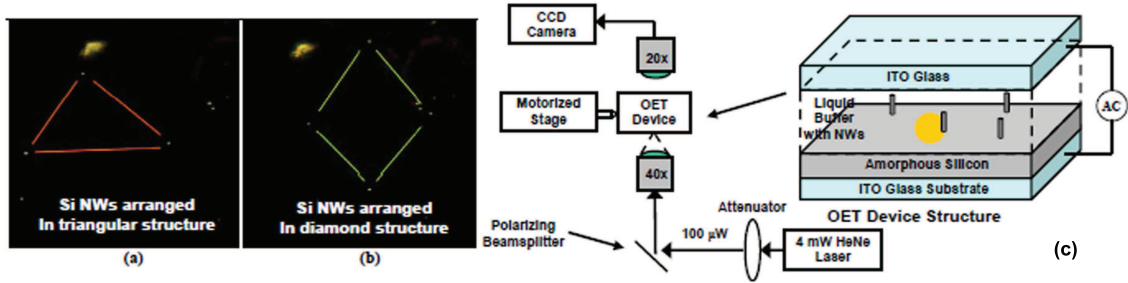 Si NWs arranged
In triangular structure
(a)
Si NWs arranged
In diamond structure
(b)
CCD
Camera
20x
Motorized
Stage
OET
Device
40x
Polarizing
Beamsplitter
100 µW
Attenuator
4 mW HeNe
Laser
ITO Glass
Liquid
Buffer
with NWs
AC
Amorphous Silicon
ITO Glass Substrate
OET Device Structure
(c)